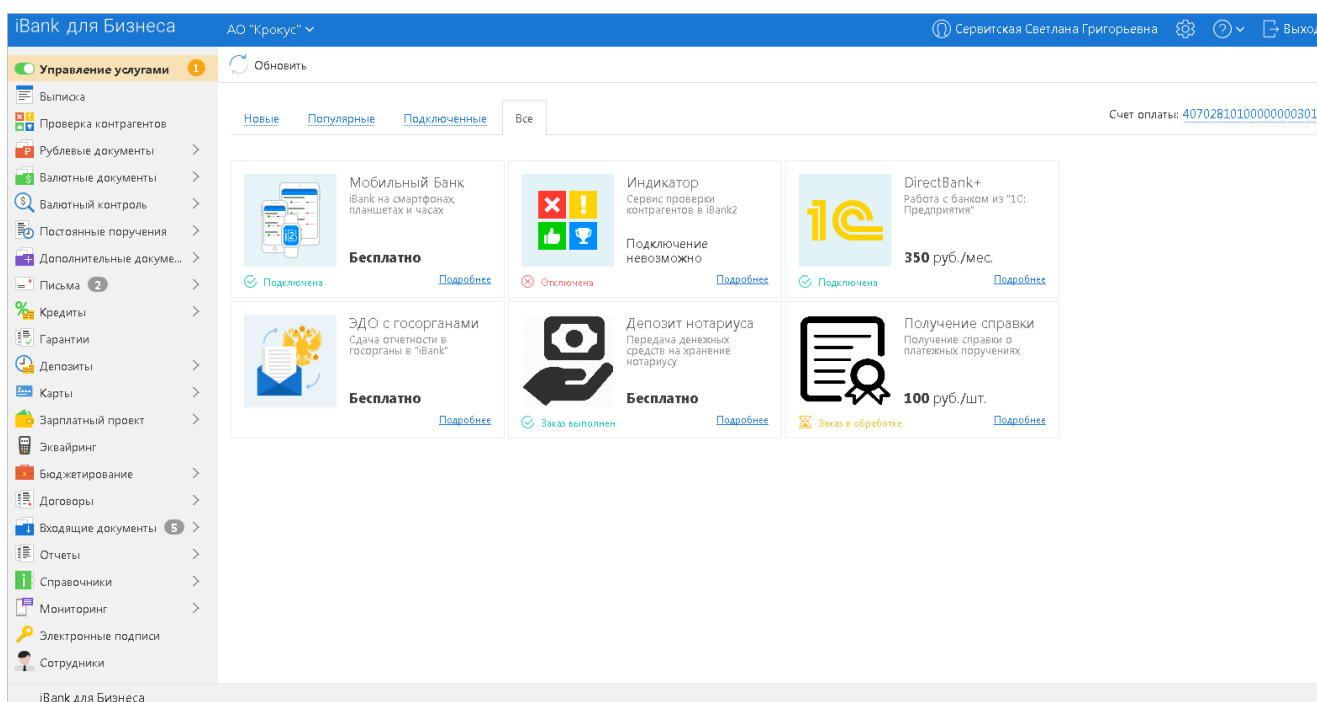 iBank для Бизнеса
АО "Крокус"
Сервитская Светлана Григорьевна
Выход
Управление услугами 1
Выписка
Проверка контрагентов
Рублевые документы
Валютные документы
Валютный контроль
Постоянные поручения
Дополнительные докуме...
Письма 2
Кредиты
Гарантии
Депозиты
Карты
Зарплатный проект
Эквайринг
Бюджетирование
Договоры
Входящие документы 5
Отчеты
Справочники
Мониторинг
Электронные подписи
Сотрудники
Обновить
Новые Популярные Подключенные Все
Счет оплаты: 40702810100000000301
Мобильный Банк
iBank на смартфонах,
планшетах и часах
Бесплатно
Подключена Подробнее
Индикатор
Сервис проверки
контрагентов в iBank2
Подключение
невозможно
Отключена Подробнее
1С
DirectBank+
Работа с банком из "1С:
Предприятия"
350 руб./мес.
Подключена Подробнее
ЭДО с госорганами
Сдача отчетности в
госорганы в "iBank"
Бесплатно
Подробнее
Депозит нотариуса
Передача денежных
средств на хранение
нотариусу
Бесплатно
Заказ выполнен Подробнее
Получение справки
Получение справки о
платежных поручениях
100 руб./шт.
Заказ в обработке Подробнее
iBank для Бизнеса